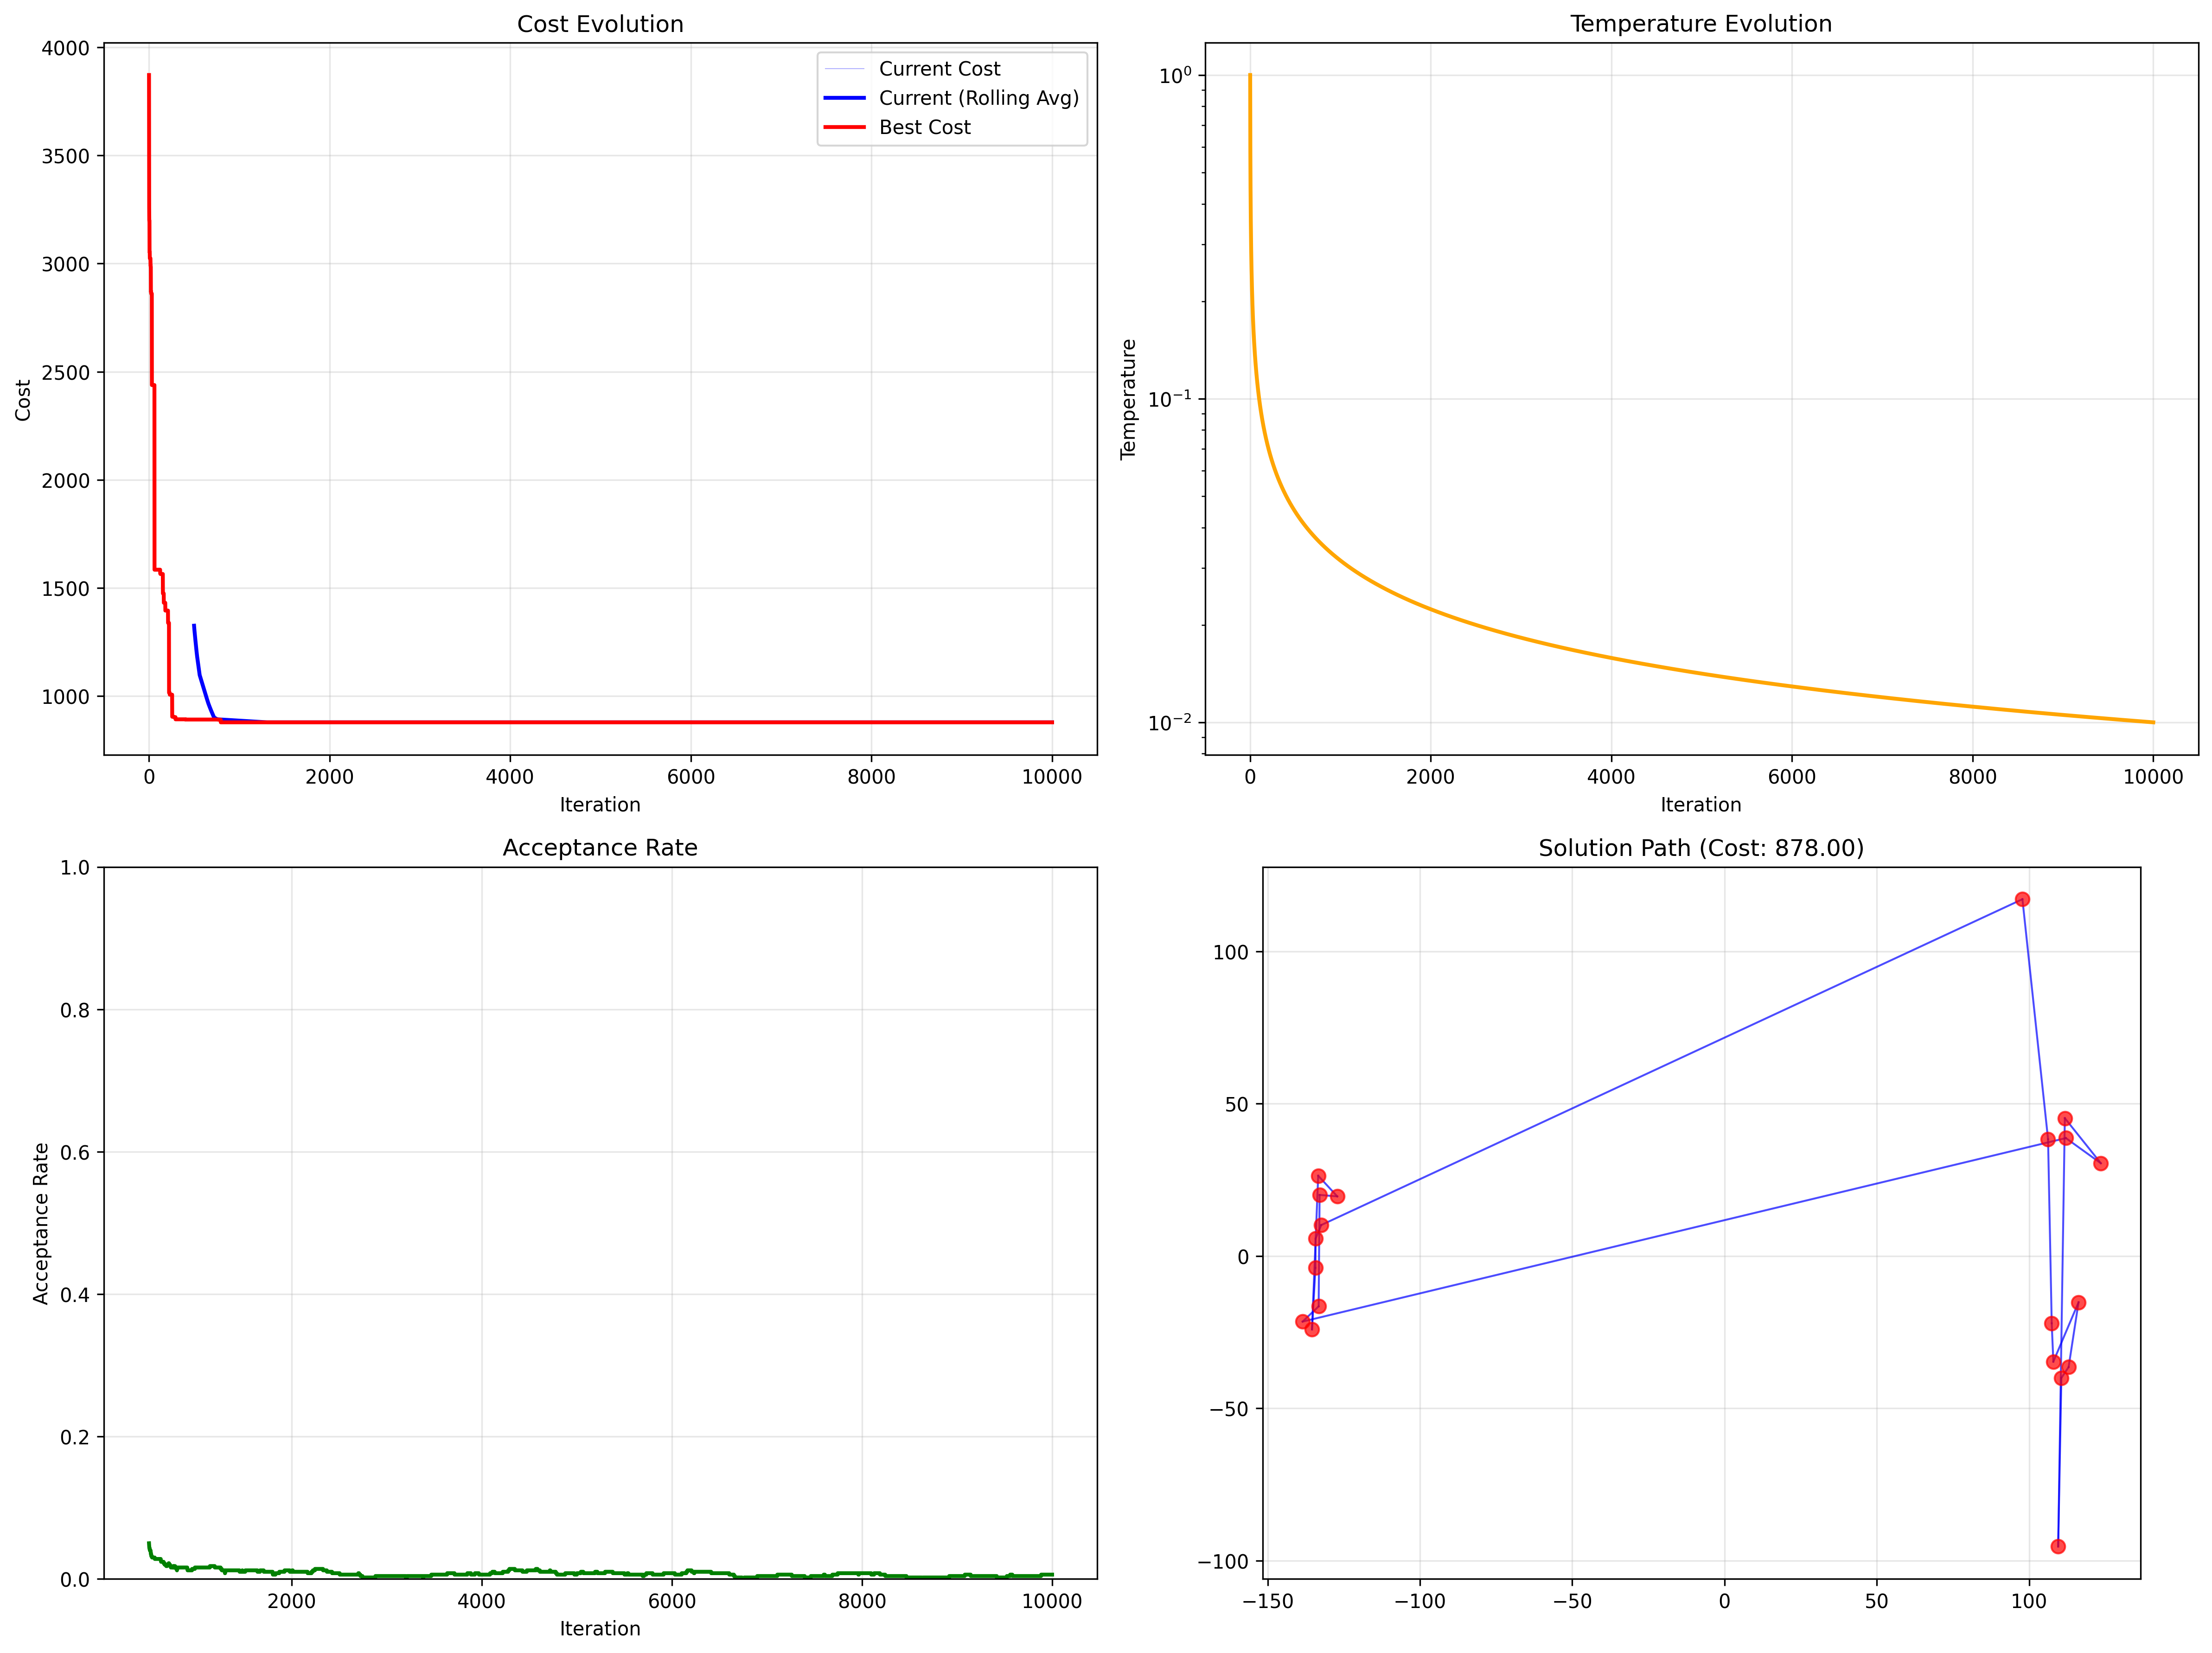 Cost Evolution
4000
3500
3000
2500
2000
1500
1000
Cost
Current Cost
Current (Rolling Avg)
Best Cost
0 2000 4000 6000 8000 10000
Iteration
Temperature Evolution
10⁰
10⁻¹
10⁻²
Temperature
0 2000 4000 6000 8000 10000
Iteration
Acceptance Rate
1.0
0.8
0.6
0.4
0.2
0.0
Acceptance Rate
2000 4000 6000 8000 10000
Iteration
Solution Path (Cost: 878.00)
100
50
0
−50
−100
−150 −100 −50 0 50 100